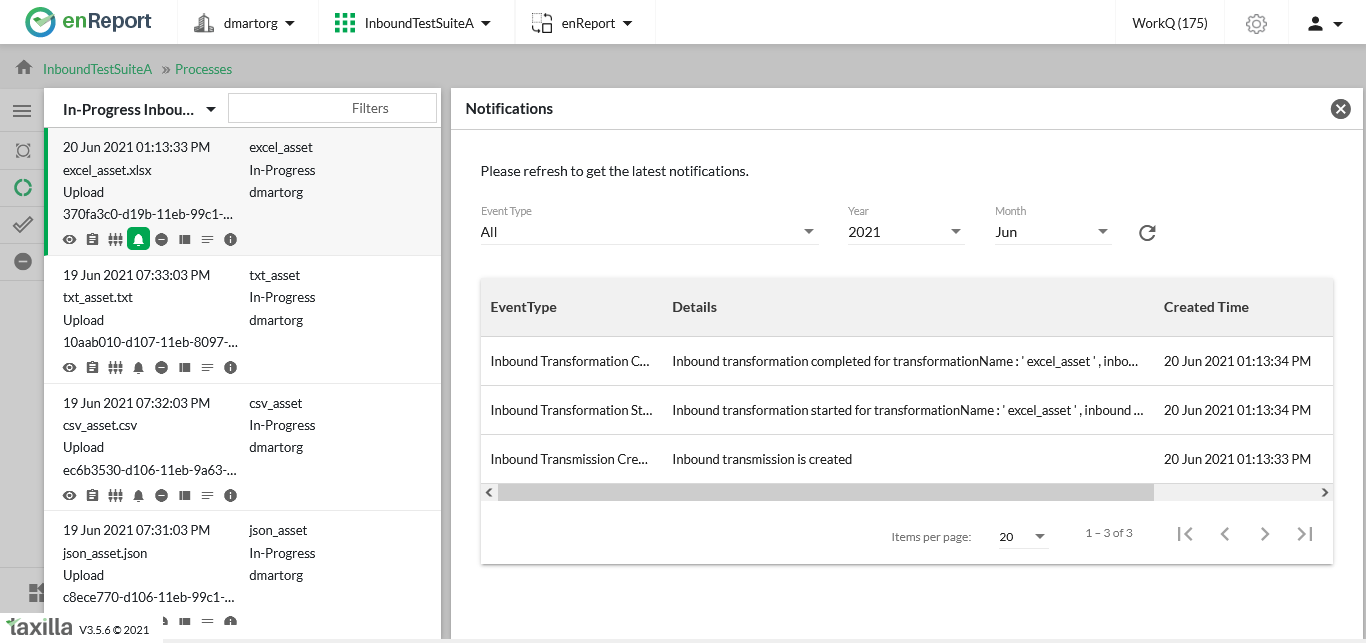 enReport dmartorg InboundTestSuiteA enReport WorkQ (175)
InboundTestSuiteA » Processes
In-Progress Inbou... Filters
20 Jun 2021 01:13:33 PM excel_asset
excel_asset.xlsx In-Progress
Upload dmartorg
370fa3c0-d19b-11eb-99c1-...
19 Jun 2021 07:33:03 PM txt_asset
txt_asset.txt In-Progress
Upload dmartorg
10aab010-d107-11eb-8097-...
19 Jun 2021 07:32:03 PM csv_asset
csv_asset.csv In-Progress
Upload dmartorg
ec6b3530-d106-11eb-9a63-...
19 Jun 2021 07:31:03 PM json_asset
json_asset.json In-Progress
Upload dmartorg
c8ece770-d106-11eb-99c1-...
taxilla V3.5.6 © 2021
Notifications
Please refresh to get the latest notifications.
Event Type Year Month
All 2021 Jun
EventType Details Created Time
Inbound Transformation C... Inbound transformation completed for transformationName : ' excel_asset ' , inbo... 20 Jun 2021 01:13:34 PM
Inbound Transformation St... Inbound transformation started for transformationName : ' excel_asset ' , inbound ... 20 Jun 2021 01:13:34 PM
Inbound Transmission Cre... Inbound transmission is created 20 Jun 2021 01:13:33 PM
Items per page: 20 1 – 3 of 3